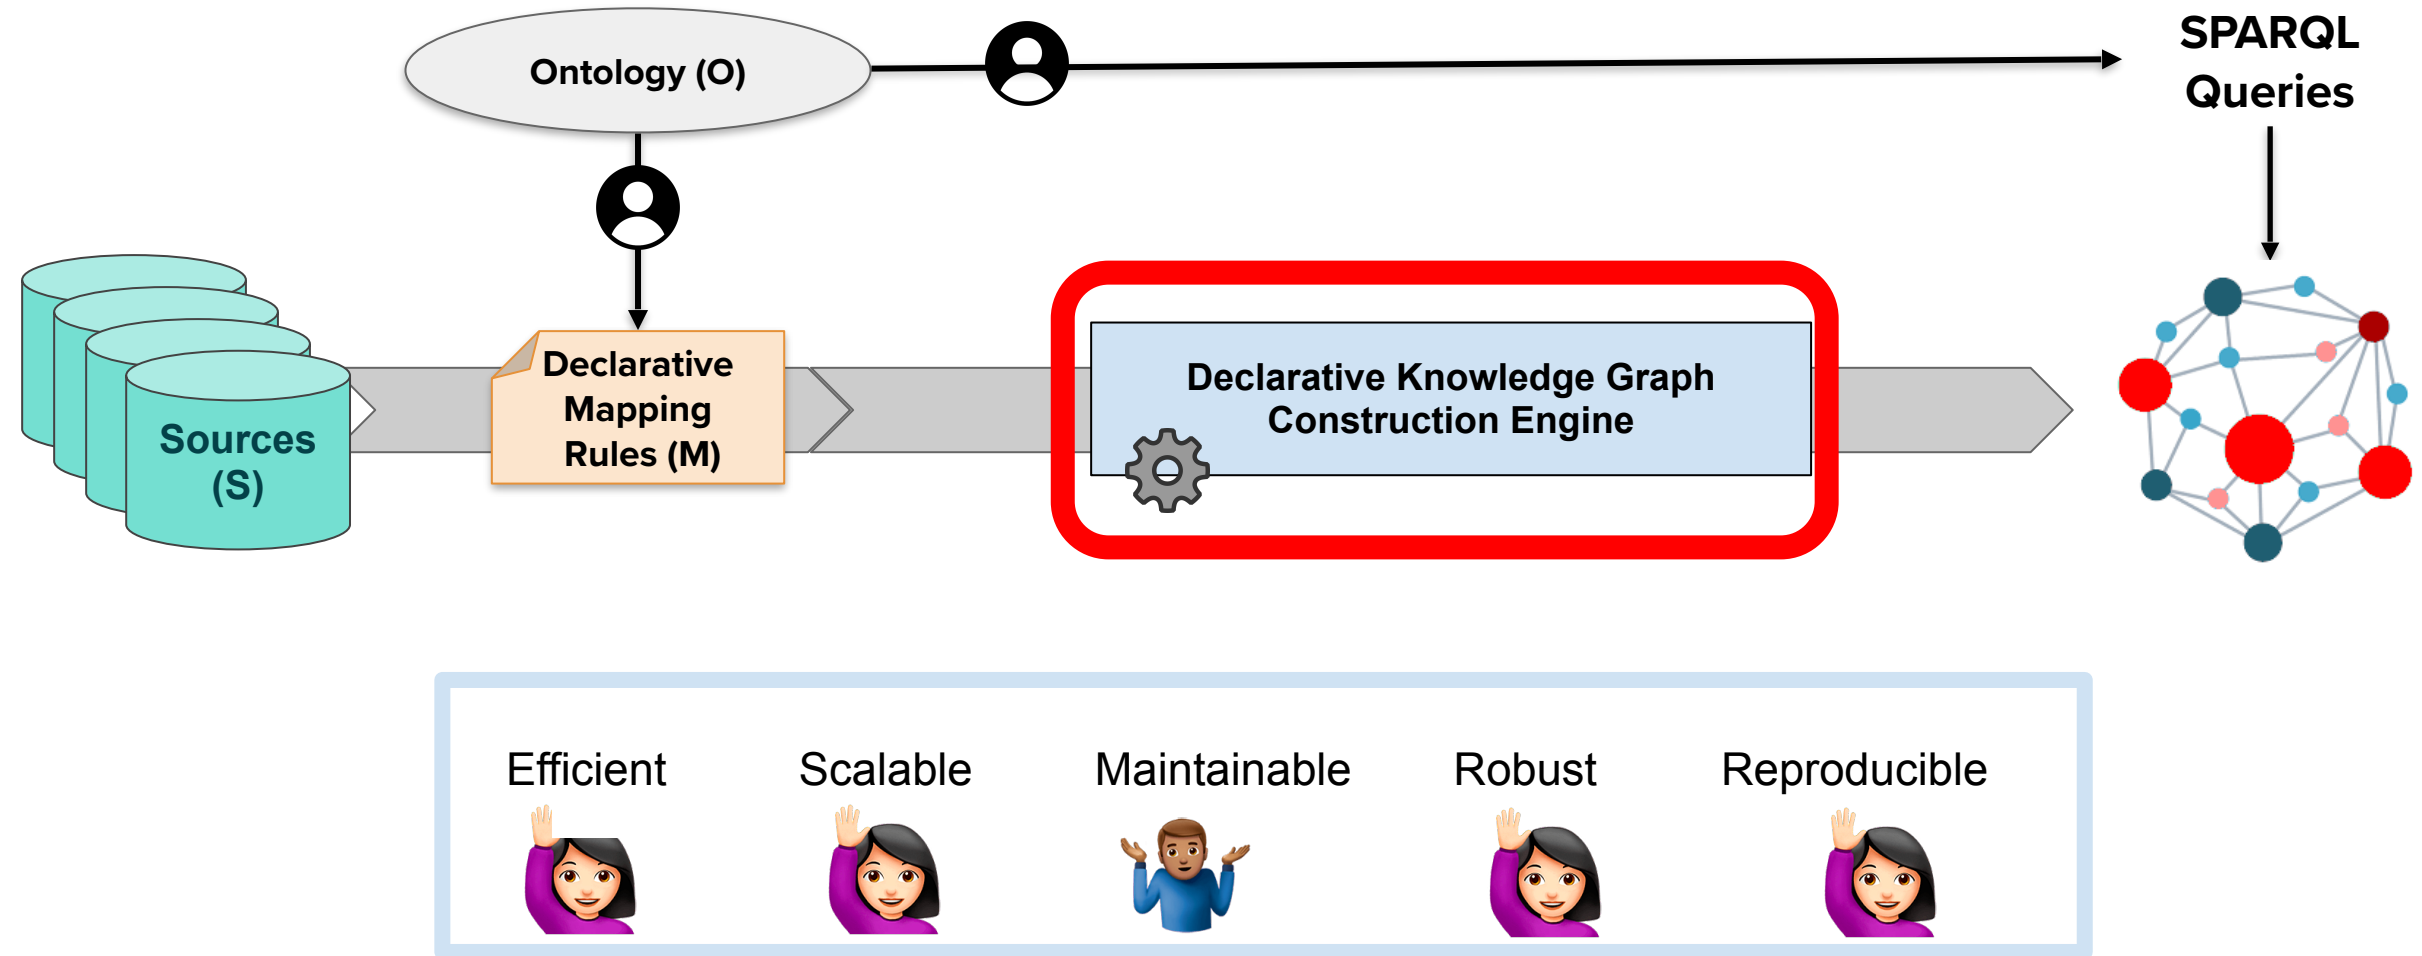 Ontology (O)
SPARQL
Queries
Sources
(S)
Declarative
Mapping
Rules (M)
Declarative Knowledge Graph
Construction Engine
Efficient
Scalable
Maintainable
Robust
Reproducible